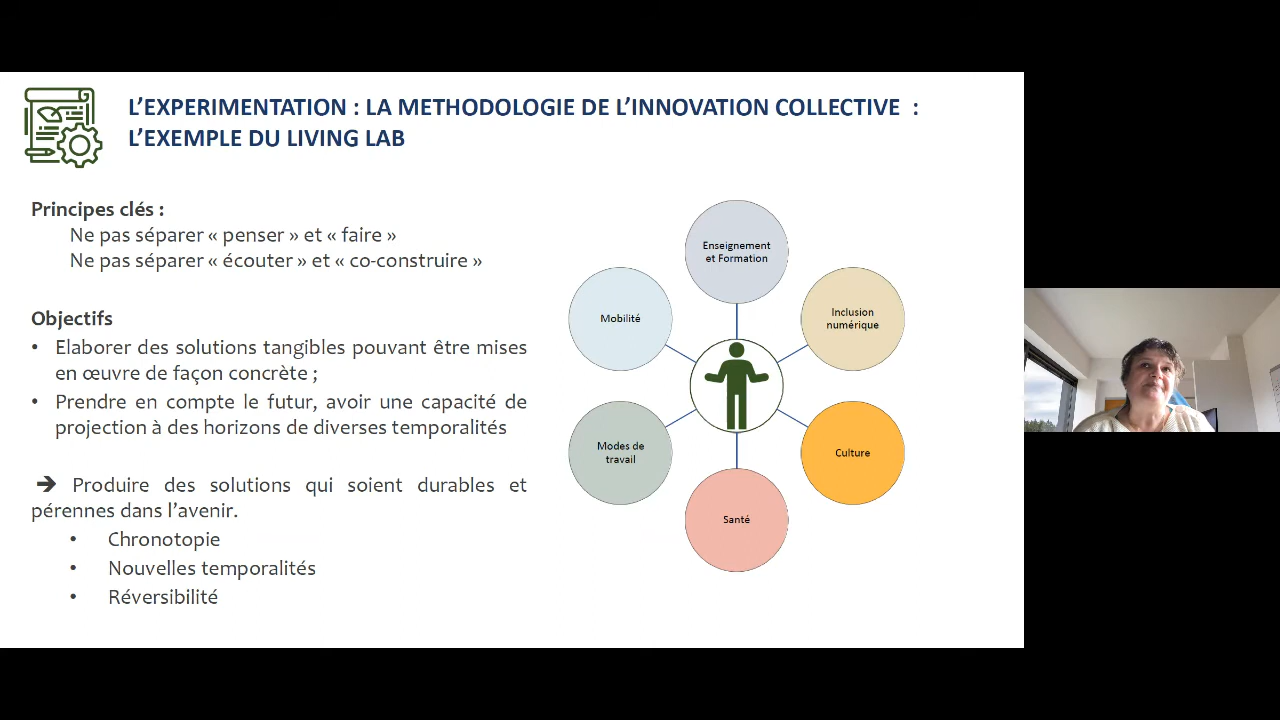 L'EXPERIMENTATION : LA METHODOLOGIE DE L'INNOVATION COLLECTIVE :
L'EXEMPLE DU LIVING LAB
Principes clés :
Ne pas séparer « penser » et « faire »
Ne pas séparer « écouter » et « co-construire »
Objectifs
• Elaborer des solutions tangibles pouvant être mises
en œuvre de façon concrète ;
• Prendre en compte le futur, avoir une capacité de
projection à des horizons de diverses temporalités
➔ Produire des solutions qui soient durables et
pérennes dans l'avenir.
• Chronotopie
• Nouvelles temporalités
• Réversibilité
Enseignement
et Formation
Inclusion
numérique
Culture
Santé
Modes de
travail
Mobilité